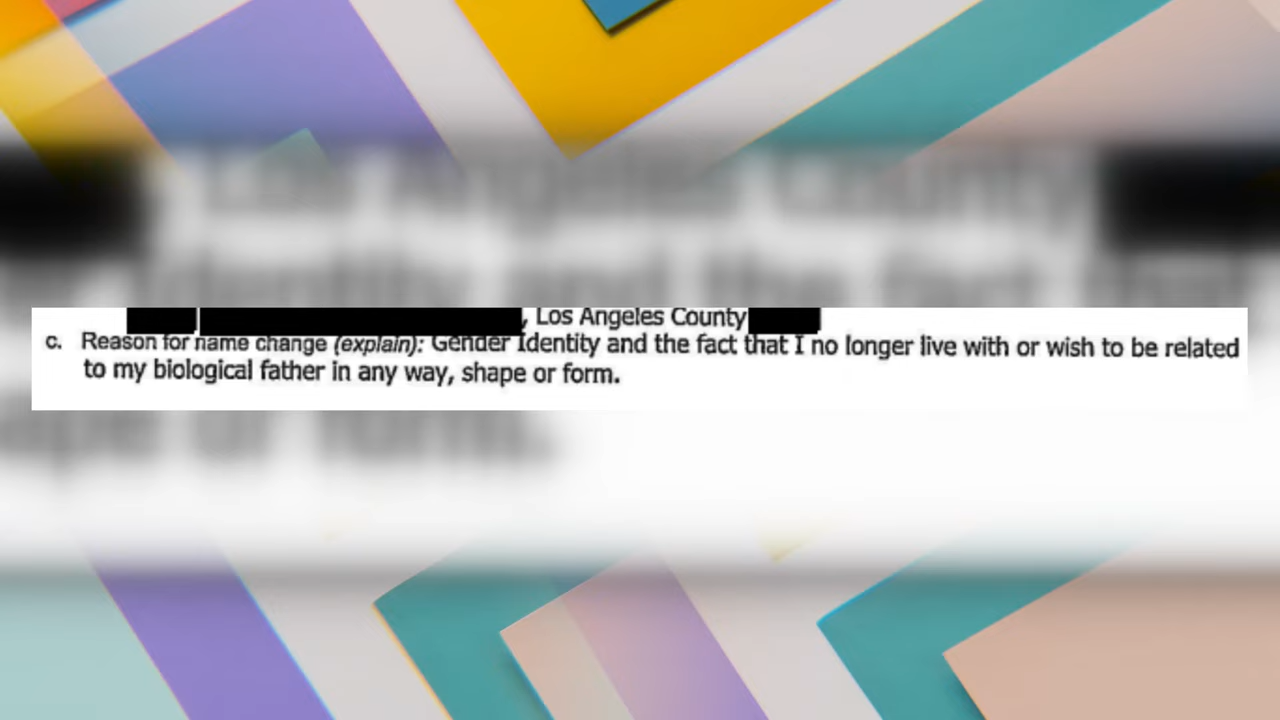 , Los Angeles County
c. Reason for name change (explain): Gender Identity and the fact that I no longer live with or wish to be related
to my biological father in any way, shape or form.